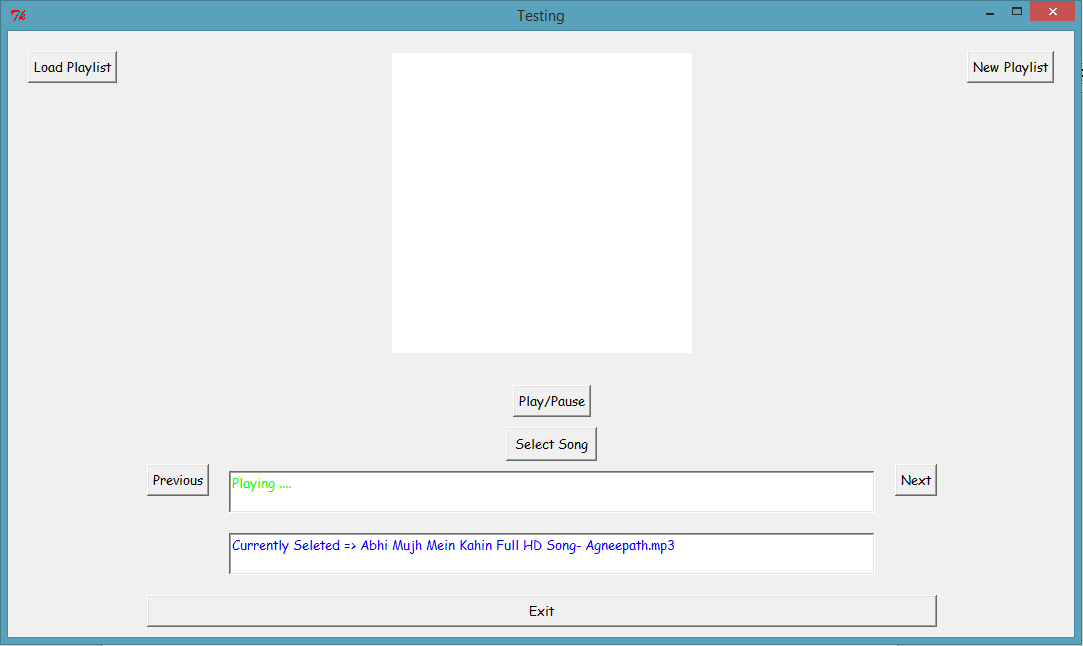 Testing
Load Playlist
New Playlist
Play/Pause
Select Song
Previous
Playing ....
Next
Currently Seleted => Abhi Mujh Mein Kahin Full HD Song- Agneepath.mp3
Exit